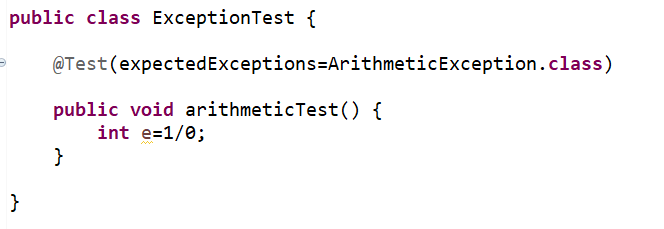 public class ExceptionTest {
@Test(expectedExceptions=ArithmeticException.class)
public void arithmeticTest() {
int e=1/0;
}
}